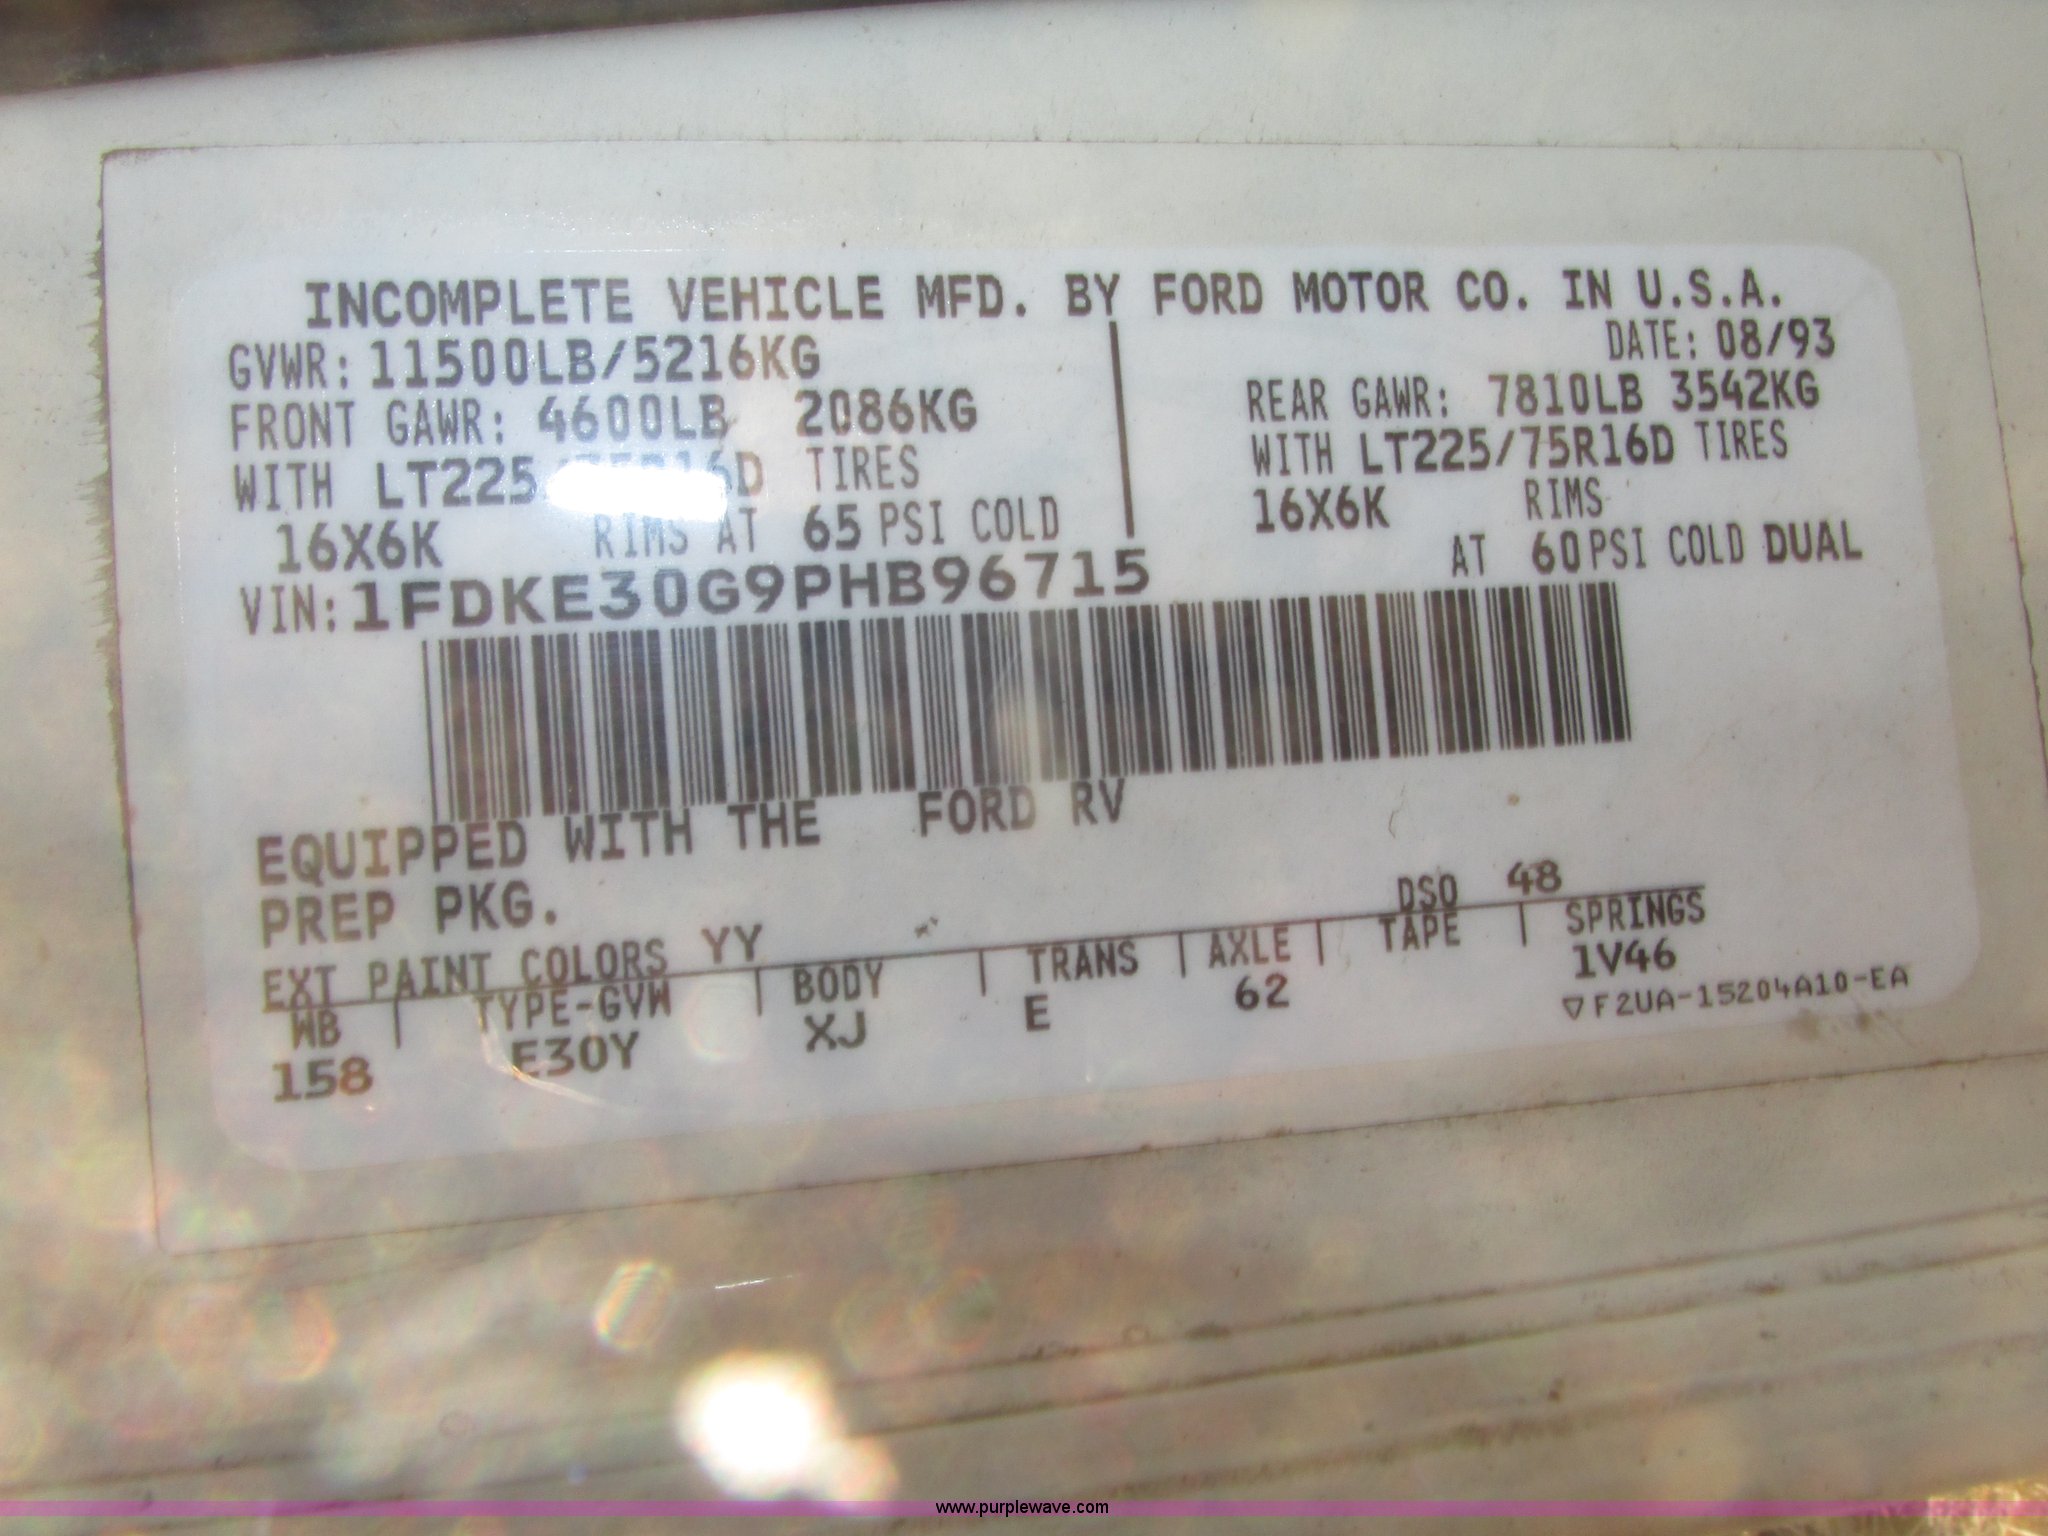 INCOMPLETE VEHICLE MFD. BY FORD MOTOR CO. IN U.S.A.
DATE: 08/93
GVWR: 11500LB/5216KG
FRONT GAWR: 4600LB 2086KG
WITH LT225/75R16D TIRES
16X6K RIMS AT 65 PSI COLD
REAR GAWR: 7810LB 3542KG
WITH LT225/75R16D TIRES
16X6K RIMS
AT 60 PSI COLD DUAL
VIN: 1FDKE30G9PHB96715
EQUIPPED WITH THE FORD RV
PREP PKG.
DSO 48
EXT PAINT COLORS YY
WB TYPE-GVW BODY TRANS AXLE TAPE SPRINGS
158 E30Y XJ E 62 1V46
▽F2UA-15204A10-EA
www.purplewave.com